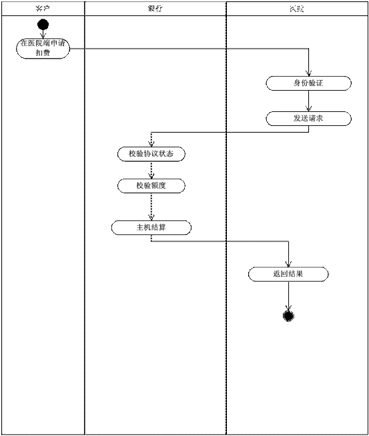 客户
银行
医院
在医院端申请
扣费
身份验证
发送请求
校验协议状态
校验额度
主机结算
返回结果